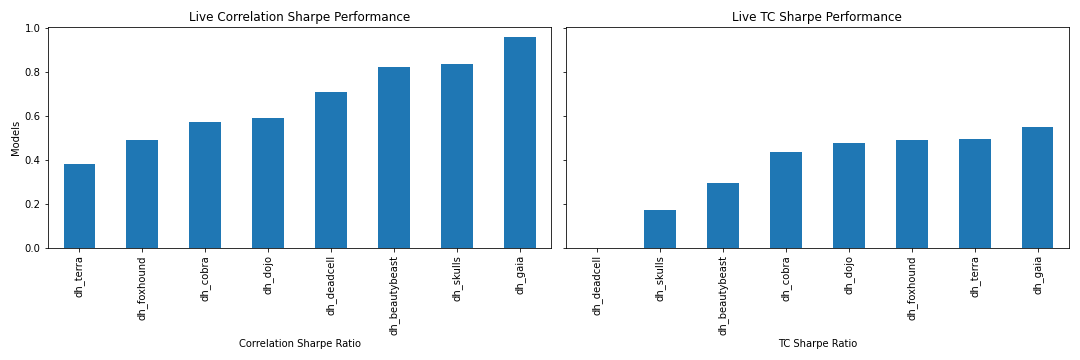 Live Correlation Sharpe Performance
Models
1.0
0.8
0.6
0.4
0.2
0.0
dh_terra
dh_foxhound
dh_cobra
dh_dojo
dh_deadcell
dh_beautybeast
dh_skulls
dh_gaia
Correlation Sharpe Ratio
Live TC Sharpe Performance
dh_deadcell
dh_skulls
dh_beautybeast
dh_cobra
dh_dojo
dh_foxhound
dh_terra
dh_gaia
TC Sharpe Ratio